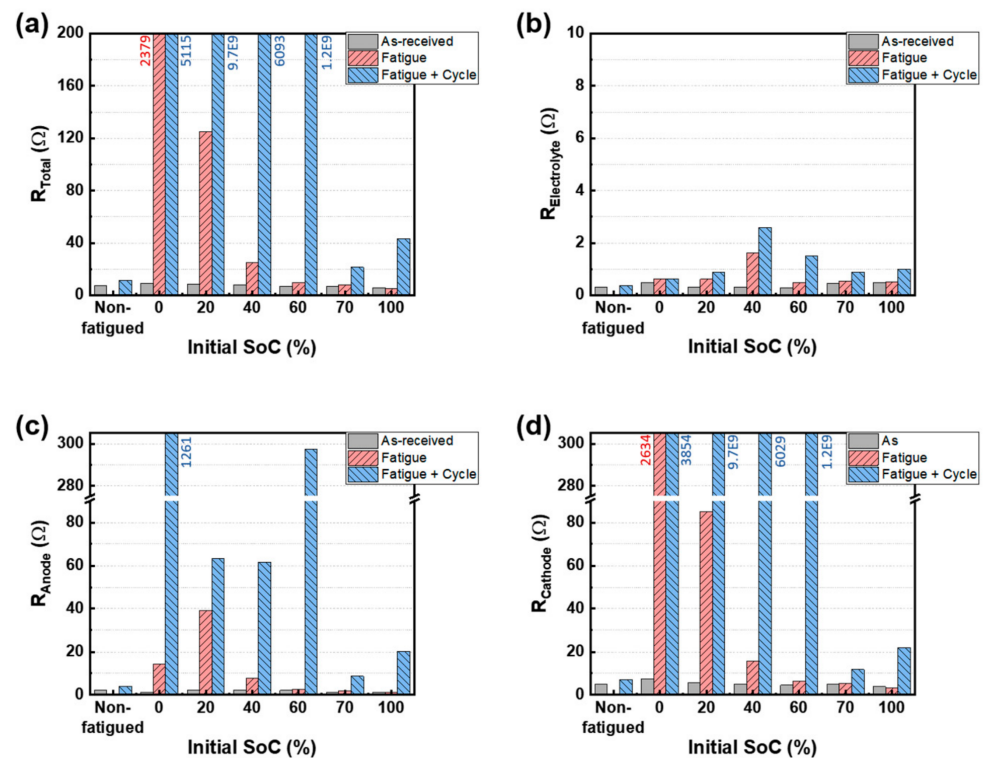 (a)
200
160
120
80
40
0
R_Total (Ω)
2379
5115
9.7E9
6093
1.2E9
As-received
Fatigue
Fatigue + Cycle
Non-fatigued 0 20 40 60 70 100
Initial SoC (%)
(b)
10
8
6
4
2
0
R_Electrolyte (Ω)
As-received
Fatigue
Fatigue + Cycle
Non-fatigued 0 20 40 60 70 100
Initial SoC (%)
(c)
300
280
80
60
40
20
0
R_Anode (Ω)
1261
As-received
Fatigue
Fatigue + Cycle
Non-fatigued 0 20 40 60 70 100
Initial SoC (%)
(d)
300
280
80
60
40
20
0
R_Cathode (Ω)
2634
3854
9.7E9
6029
1.2E9
As
Fatigue
Fatigue + Cycle
Non-fatigued 0 20 40 60 70 100
Initial SoC (%)